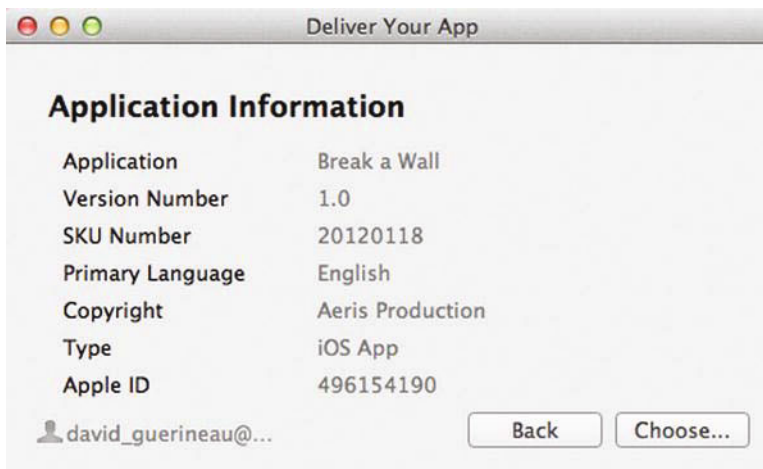 Deliver Your App
Application Information
Application Break a Wall
Version Number 1.0
SKU Number 20120118
Primary Language English
Copyright Aeris Production
Type iOS App
Apple ID 496154190
david_guerineau@...
Back Choose...